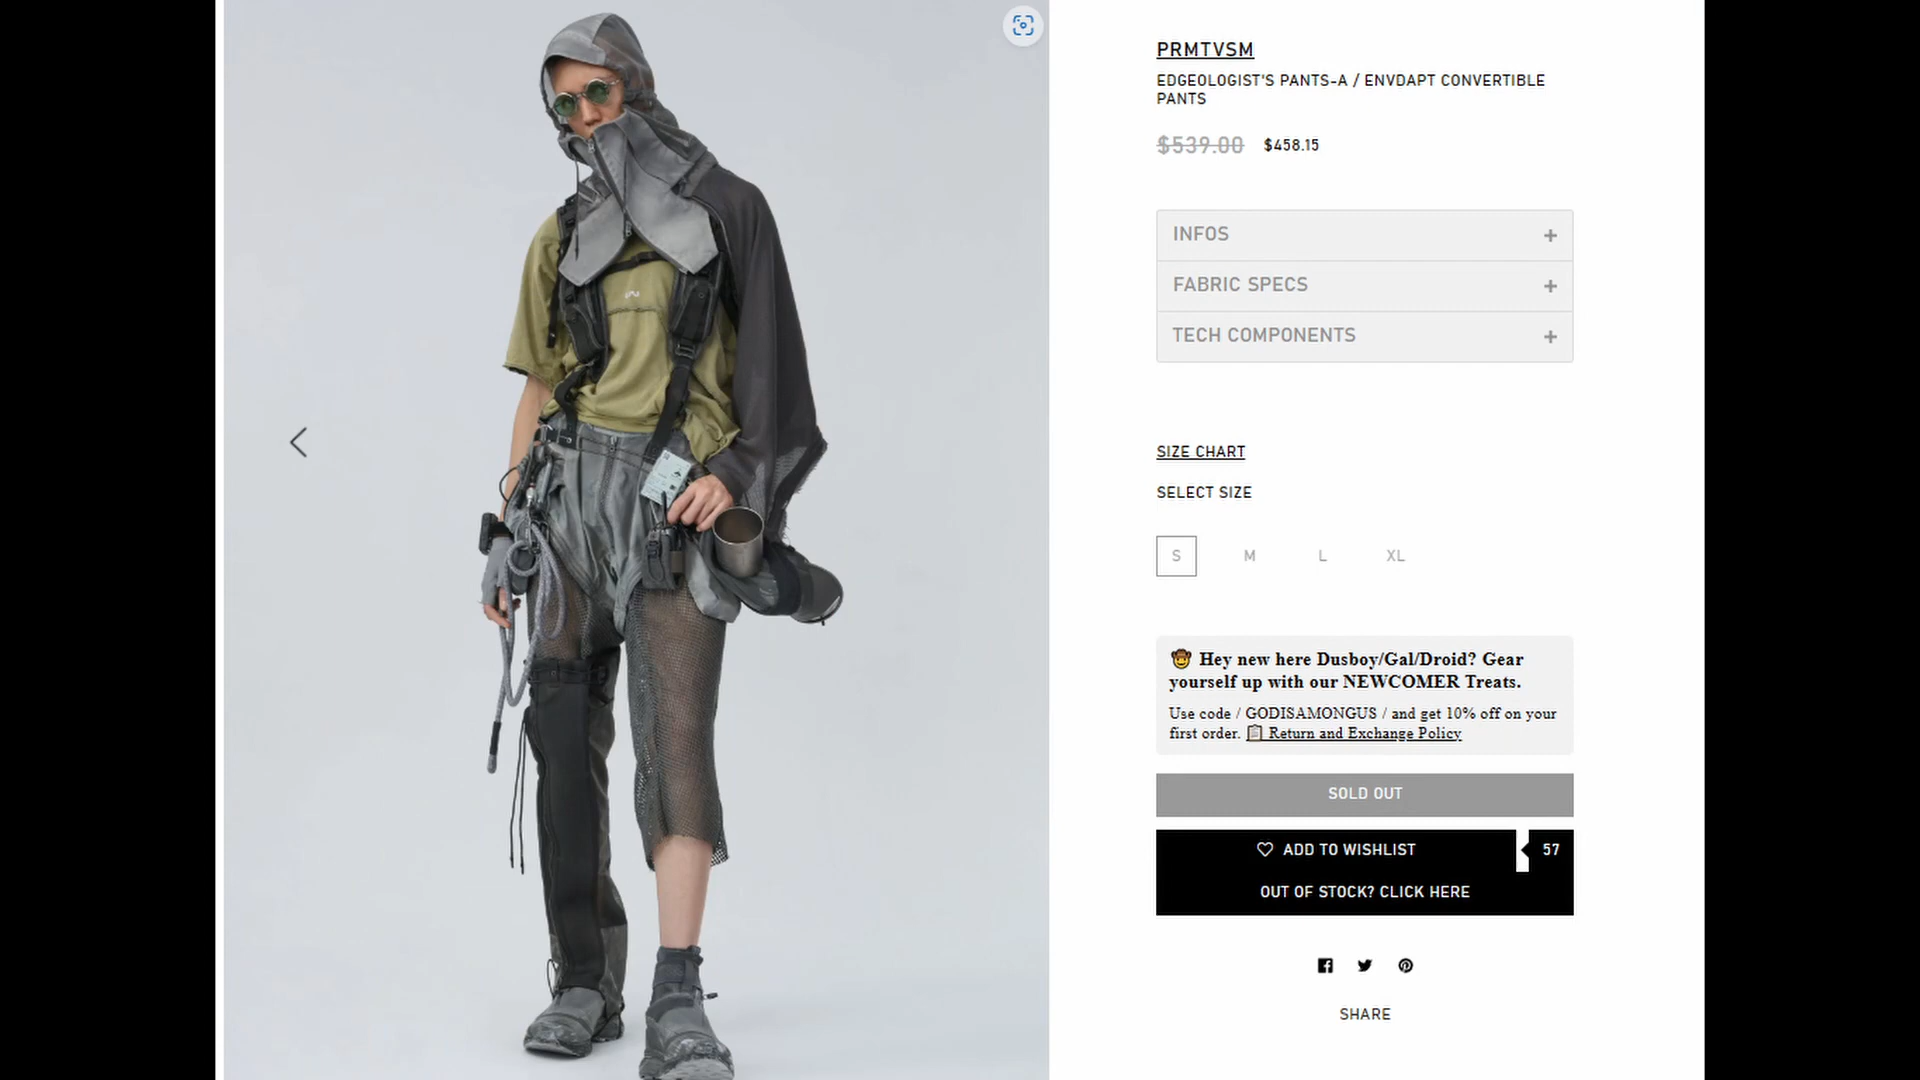 PRMTVSM
EDGEOLOGIST'S PANTS-A / ENVDAPT CONVERTIBLE
PANTS
$539.00 $458.15
INFOS +
FABRIC SPECS +
TECH COMPONENTS +
SIZE CHART
SELECT SIZE
S M L XL
🤠 Hey new here Dusboy/Gal/Droid? Gear
yourself up with our NEWCOMER Treats.
Use code / GODISAMONGUS / and get 10% off on your
first order. 📋 Return and Exchange Policy
SOLD OUT
ADD TO WISHLIST 57
OUT OF STOCK? CLICK HERE
SHARE